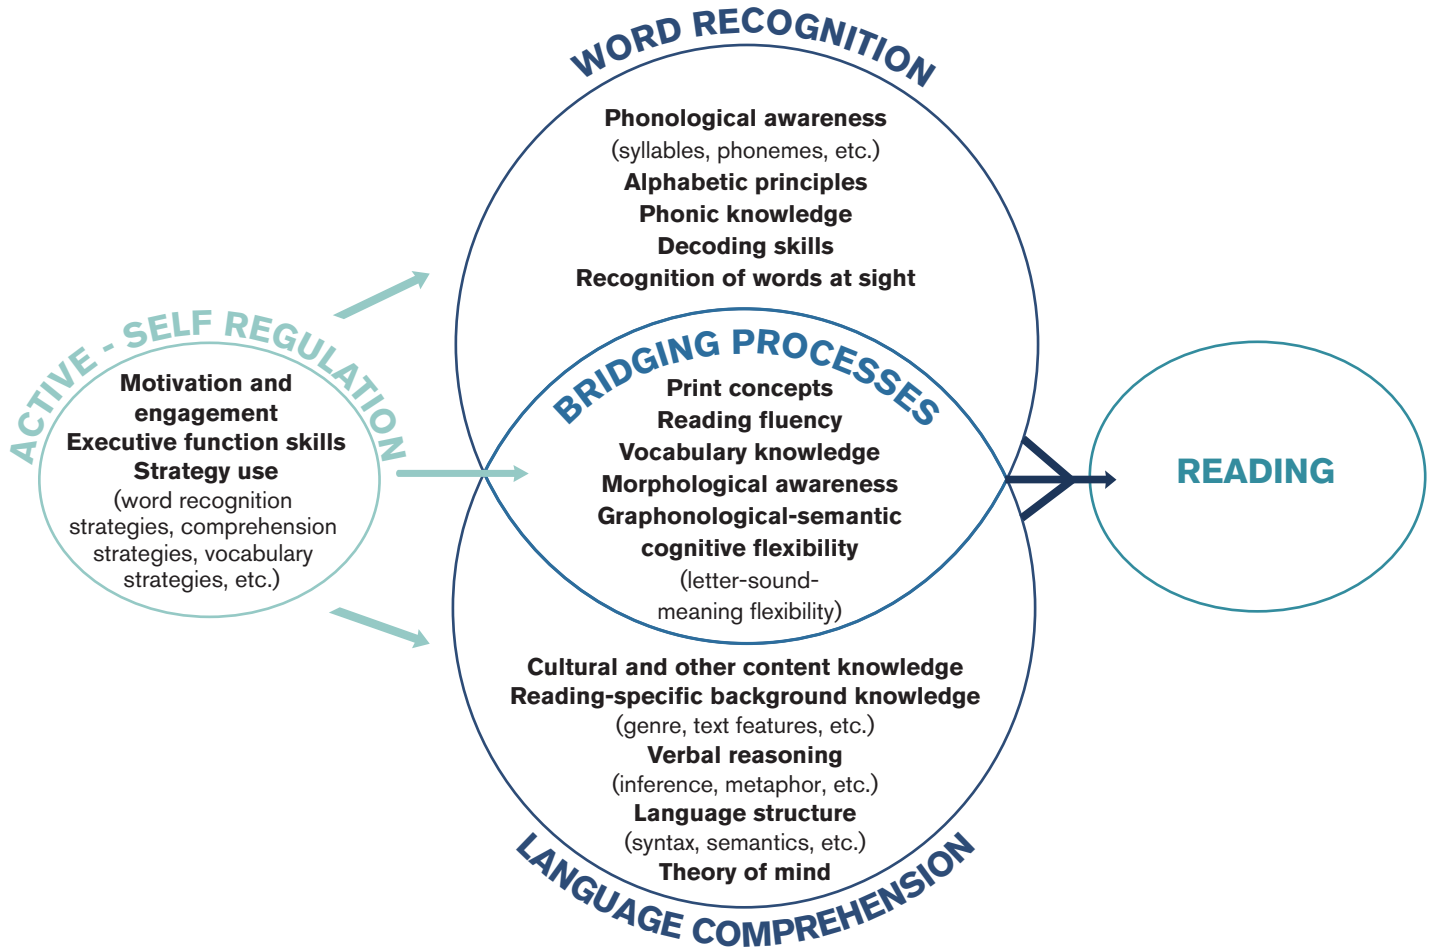 WORD RECOGNITION
Phonological awareness
(syllables, phonemes, etc.)
Alphabetic principles
Phonic knowledge
Decoding skills
Recognition of words at sight
ACTIVE - SELF REGULATION
Motivation and
engagement
Executive function skills
Strategy use
(word recognition
strategies, comprehension
strategies, vocabulary
strategies, etc.)
BRIDGING PROCESSES
Print concepts
Reading fluency
Vocabulary knowledge
Morphological awareness
Graphonological-semantic
cognitive flexibility
(letter-sound-
meaning flexibility)
READING
Cultural and other content knowledge
Reading-specific background knowledge
(genre, text features, etc.)
Verbal reasoning
(inference, metaphor, etc.)
Language structure
(syntax, semantics, etc.)
Theory of mind
LANGUAGE COMPREHENSION